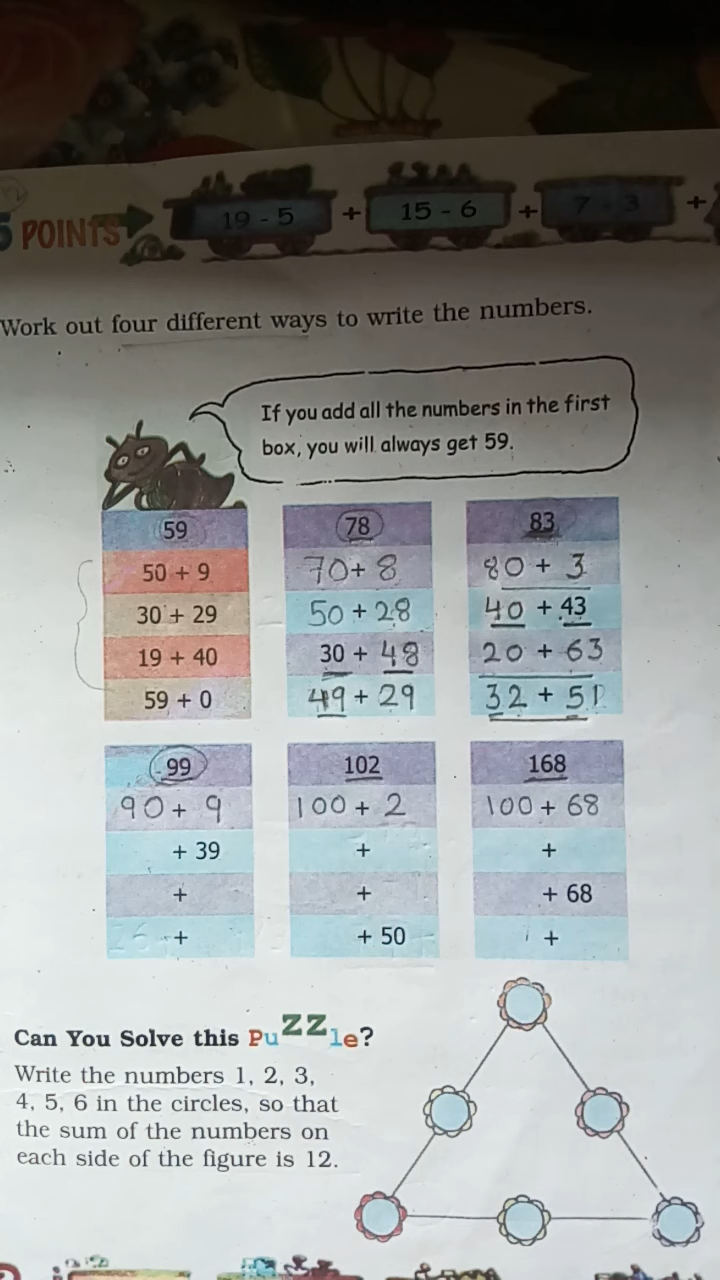 5 POINTS 19 - 5 + 15 - 6 + 7 - 3 +
Work out four different ways to write the numbers.
If you add all the numbers in the first
box, you will always get 59.
59
50 + 9
30 + 29
19 + 40
59 + 0
78
70 + 8
50 + 28
30 + 48
49 + 29
83
80 + 3
40 + 43
20 + 63
32 + 51
99
90 + 9
+ 39
+
+
102
100 + 2
+
+
+ 50
168
100 + 68
+
+ 68
+
Can You Solve this Puzzle?
Write the numbers 1, 2, 3,
4, 5, 6 in the circles, so that
the sum of the numbers on
each side of the figure is 12.